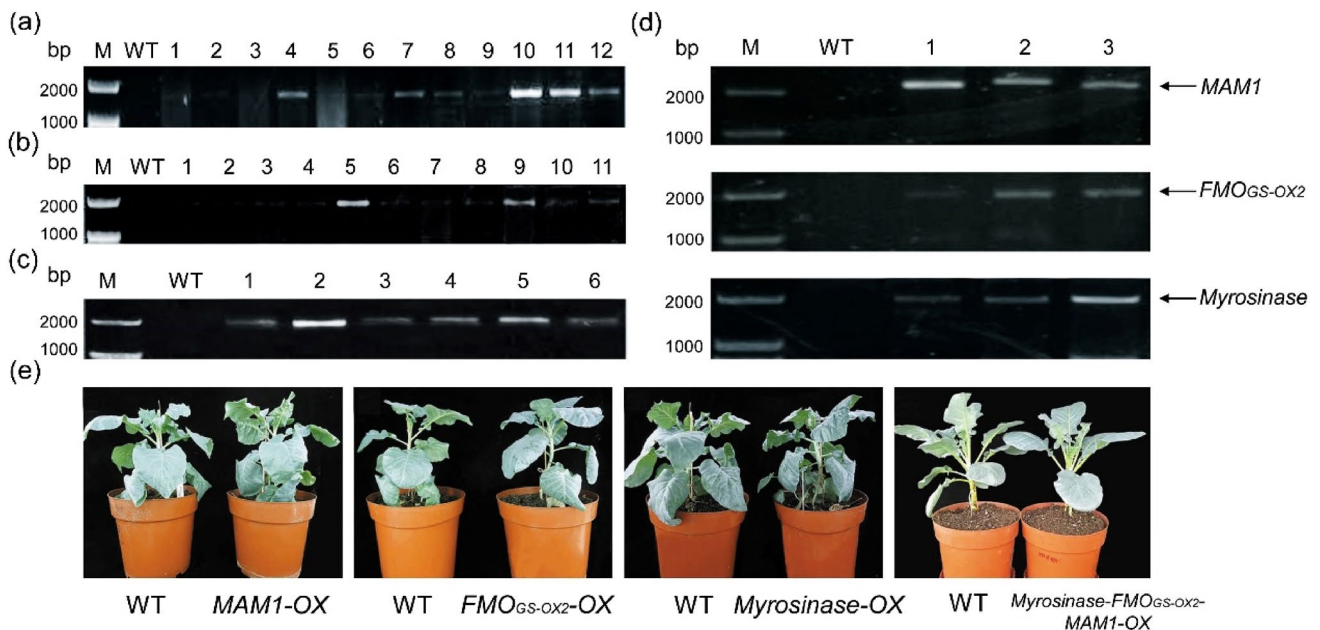 (a)
bp M WT 1 2 3 4 5 6 7 8 9 10 11 12
2000
1000
(b)
bp M WT 1 2 3 4 5 6 7 8 9 10 11
2000
1000
(c)
bp M WT 1 2 3 4 5 6
2000
1000
(d)
bp M WT 1 2 3
2000
1000
MAM1
2000
1000
FMOGS-OX2
2000
1000
Myrosinase
(e)
WT MAM1-OX
WT FMOGS-OX2-OX
WT Myrosinase-OX
WT Myrosinase-FMOGS-OX2-
MAM1-OX